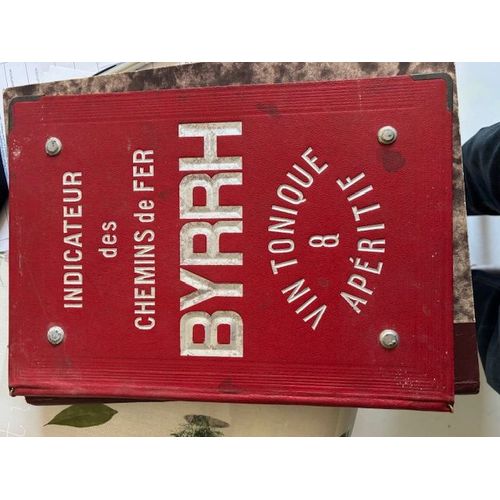 INDICATEUR
des
CHEMINS de FER
BYRRH
VIN TONIQUE
&
APÉRITIF